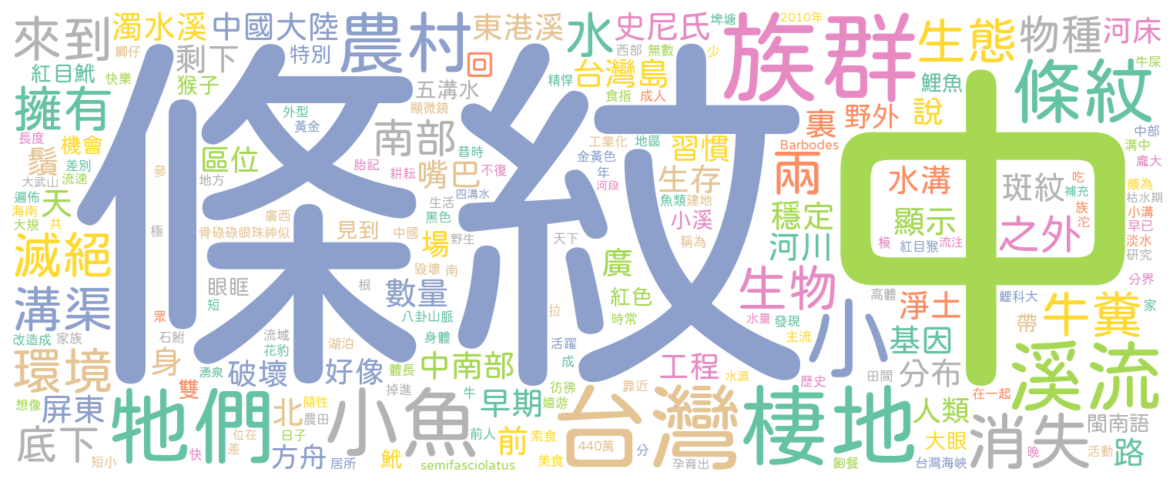 來到
濁水溪
中國大陸
農村
東港溪
水
史尼氏
埤塘
2010年
族群
生態
物種
河床
鯽仔
剩下
特別
回
西部
無數
少
牛屎
紅目鮘
快樂
猴子
五溝水
精悍
台灣島
鯉魚
條紋
擁有
外型
顯微鏡
食指
成人
裏
野外
說
黃金
南部
昔時
工業化
地區
習慣
Barbodes
中部
溝中
長度
機會
鬚
差別
區位
胎記
嘴巴
不復
金黃色
年
兩
龐大
大武山
流速
地方
耕耘
四溝水
河段
生存
水溝
斑紋
吃
補充
頗為
枯水期
遍佈
天
海南
共
大規
廣西
生活
黑色
魚類
建地
小溪
穩定
顯示
族
沱
小溝
早已
骨碌碌眼珠神似
見到
中國
場
野生
天下
稱為
河川
模
紅目猴
流注
之外
淡水
研究
滅絕
極
條紋
中
毀壞
南
廣
眼眶
根
數量
紅色
生物
高體
鯉科大
分界
溝渠
短
八卦山脈
時常
拉
淨土
帶
家
牛糞
眾
石鮒
流域
花豹
湖泊
身體
水量
發現
小
基因
改造成
家族
環境
身
湧泉
破壞
好像
體長
中南部
活躍
成
工程
主流
分布
溪流
雙
掉進
彷彿
靠近
水源
歷史
田間
在一起
想像
屏東
牠們
隨性
北
農田
小魚
牛
早期
嬉游
台灣
棲地
人類
消失
閩南語
底下
位在
日子
前人
前
索食
440萬
分
大眼
活動
路
短小
快
差
方舟
居所
鮘
semifasciolatus
美食
孕育出
飽餐
台灣海峽
晚